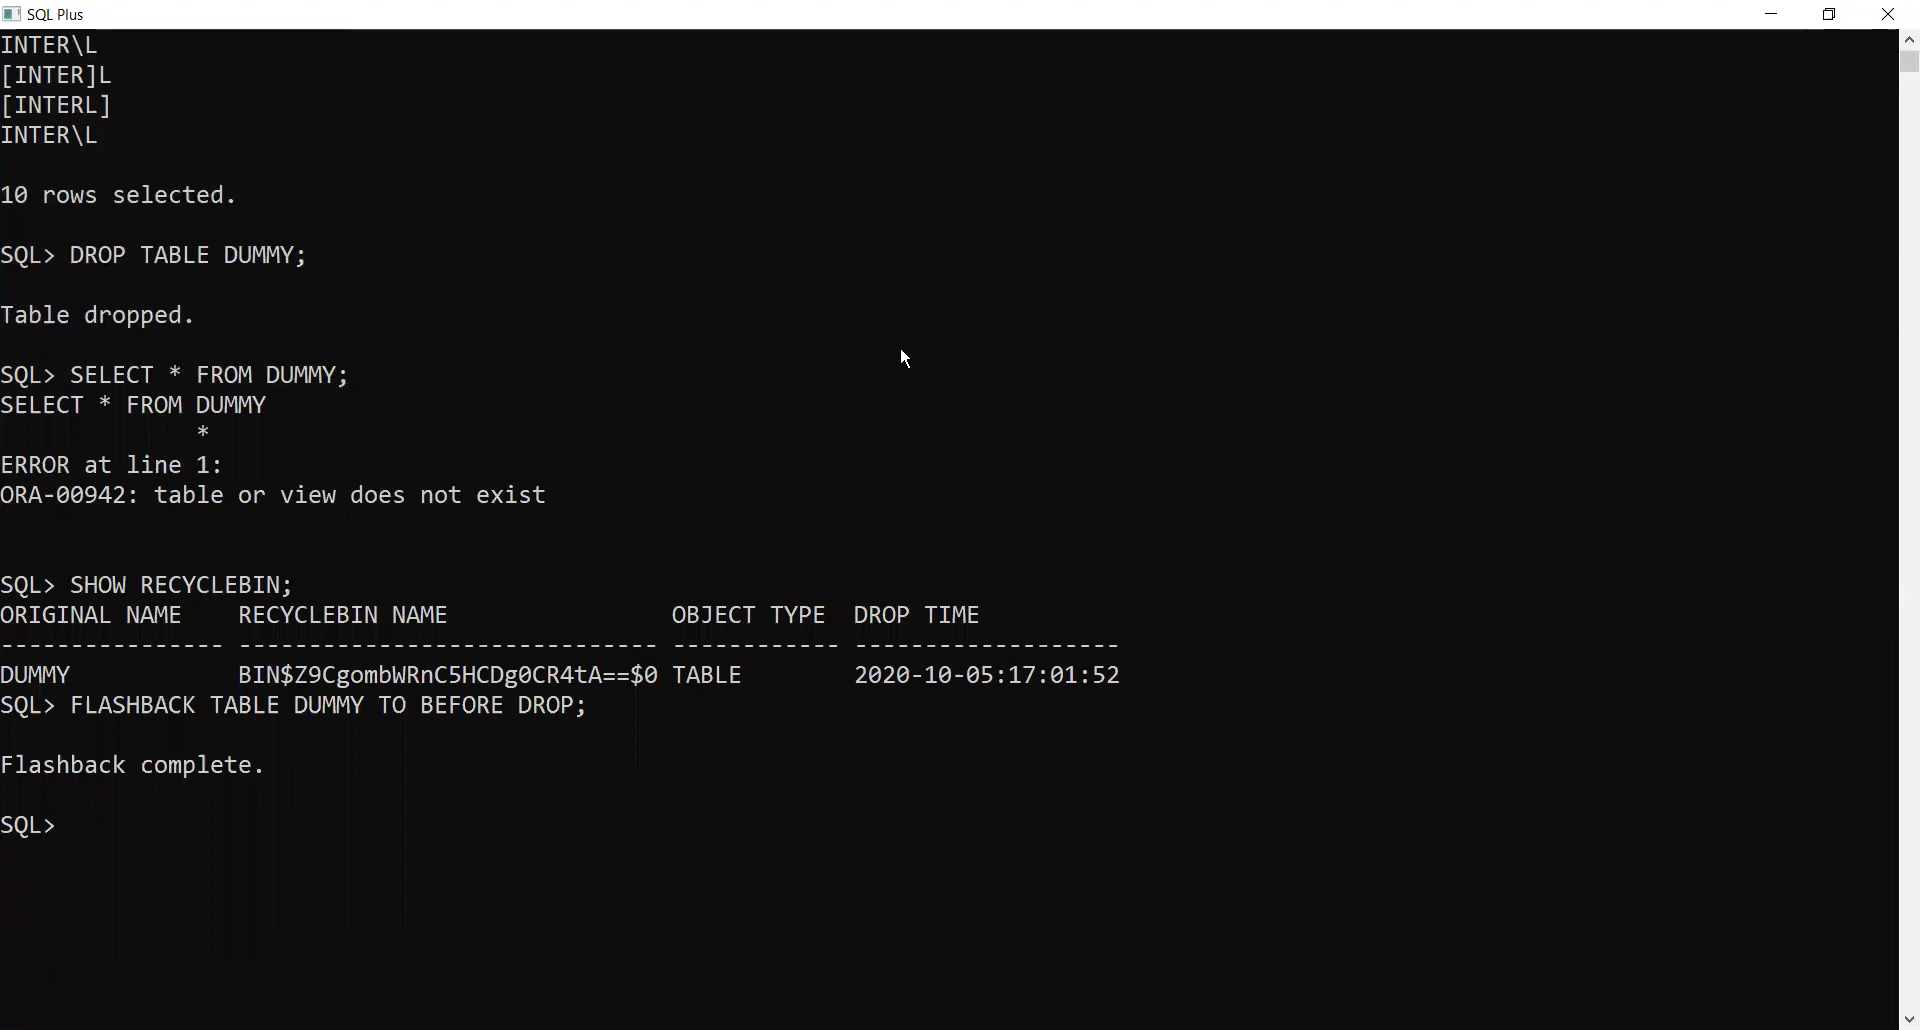 SQL Plus
INTER\L
[INTER]L
[INTERL]
INTER\L
10 rows selected.
SQL> DROP TABLE DUMMY;
Table dropped.
SQL> SELECT * FROM DUMMY;
SELECT * FROM DUMMY
*
ERROR at line 1:
ORA-00942: table or view does not exist
SQL> SHOW RECYCLEBIN;
ORIGINAL NAME    RECYCLEBIN NAME                OBJECT TYPE  DROP TIME
---------------- ------------------------------ ------------ -------------------
DUMMY            BIN$Z9CgombWRnC5HCDg0CR4tA==$0 TABLE        2020-10-05:17:01:52
SQL> FLASHBACK TABLE DUMMY TO BEFORE DROP;
Flashback complete.
SQL>